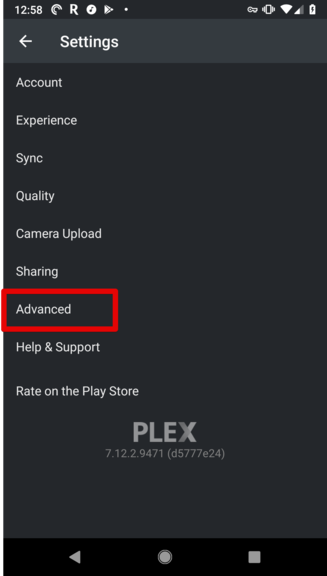 12:58
Settings
Account
Experience
Sync
Quality
Camera Upload
Sharing
Advanced
Help & Support
Rate on the Play Store
PLEX
7.12.2.9471 (d5777e24)